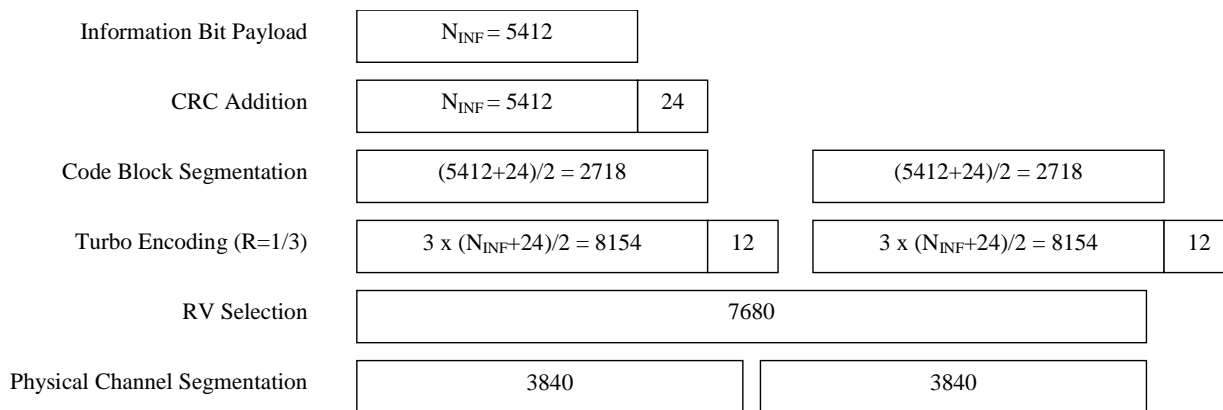 Information Bit Payload N_INF = 5412
CRC Addition N_INF = 5412 24
Code Block Segmentation (5412+24)/2 = 2718 (5412+24)/2 = 2718
Turbo Encoding (R=1/3) 3 x (N_INF+24)/2 = 8154 12 3 x (N_INF+24)/2 = 8154 12
RV Selection 7680
Physical Channel Segmentation 3840 3840